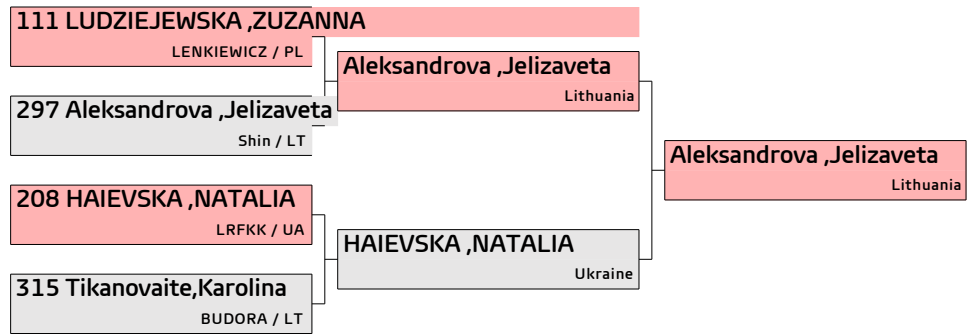 111 LUDZIEJEWSKA ,ZUZANNA
LENKIEWICZ / PL
297 Aleksandrova ,Jelizaveta
Shin / LT
208 HAIEVSKA ,NATALIA
LRFKK / UA
315 Tikanovaite,Karolina
BUDORA / LT
Aleksandrova ,Jelizaveta
Lithuania
HAIEVSKA ,NATALIA
Ukraine
Aleksandrova ,Jelizaveta
Lithuania